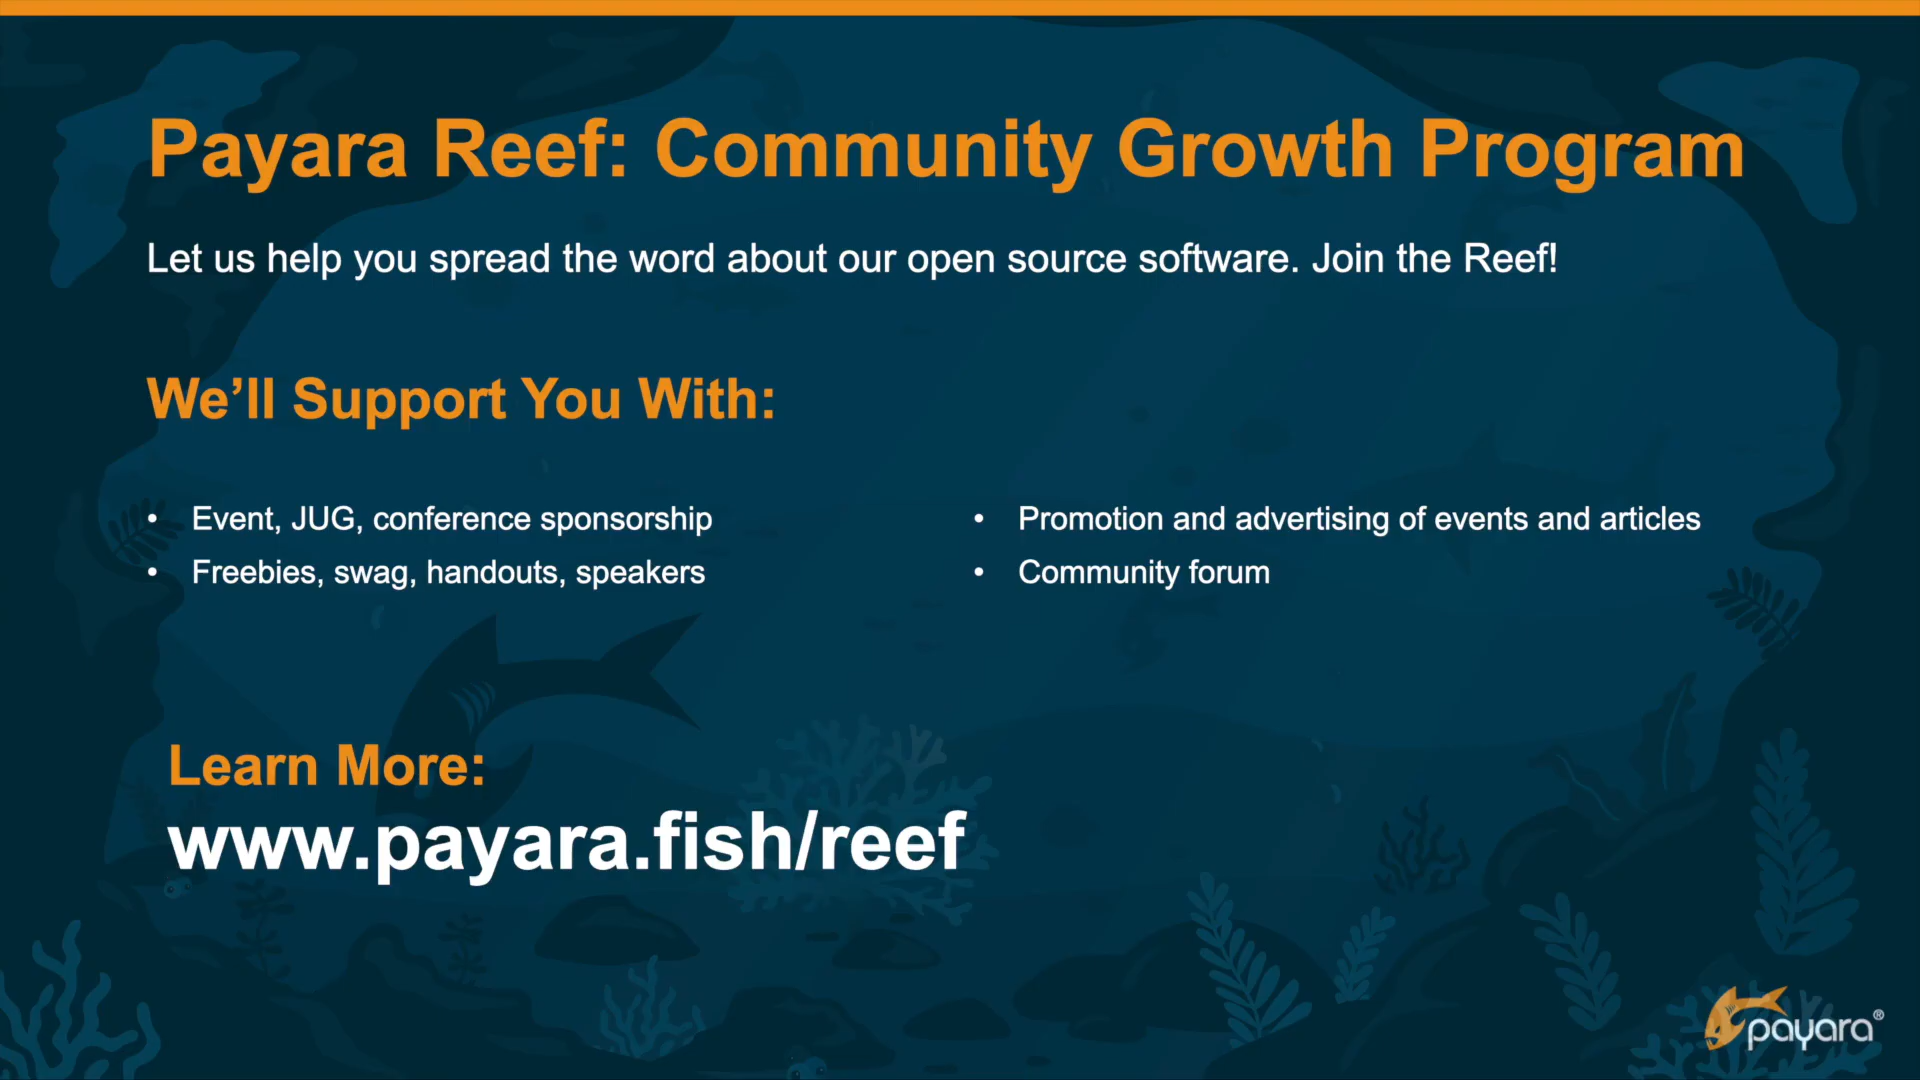 Payara Reef: Community Growth Program
Let us help you spread the word about our open source software. Join the Reef!
We’ll Support You With:
• Event, JUG, conference sponsorship
• Freebies, swag, handouts, speakers
• Promotion and advertising of events and articles
• Community forum
Learn More:
www.payara.fish/reef
payara®